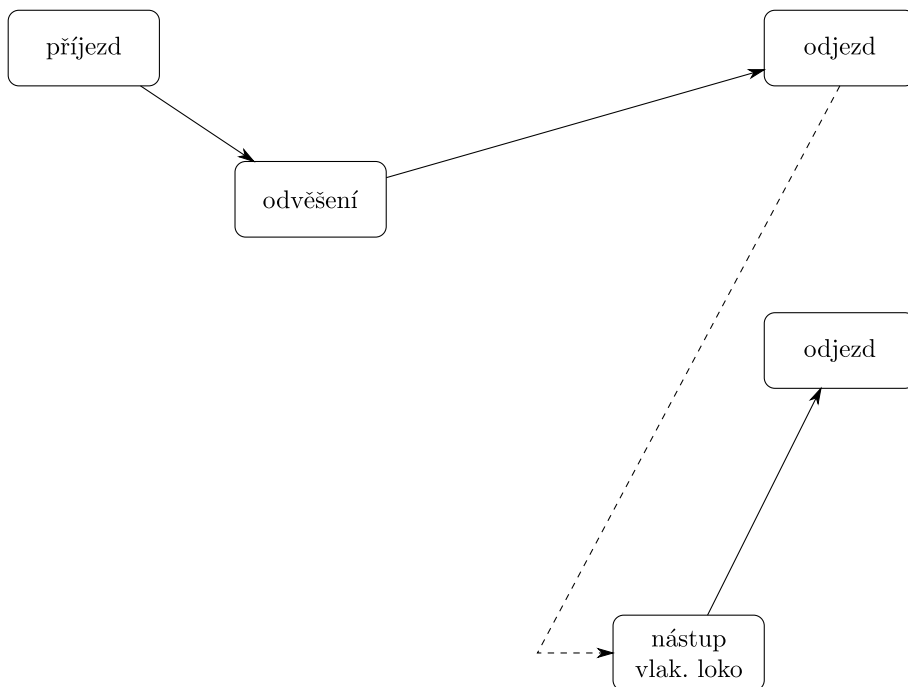 příjezd
odjezd
odvěšení
odjezd
nástup
vlak. loko